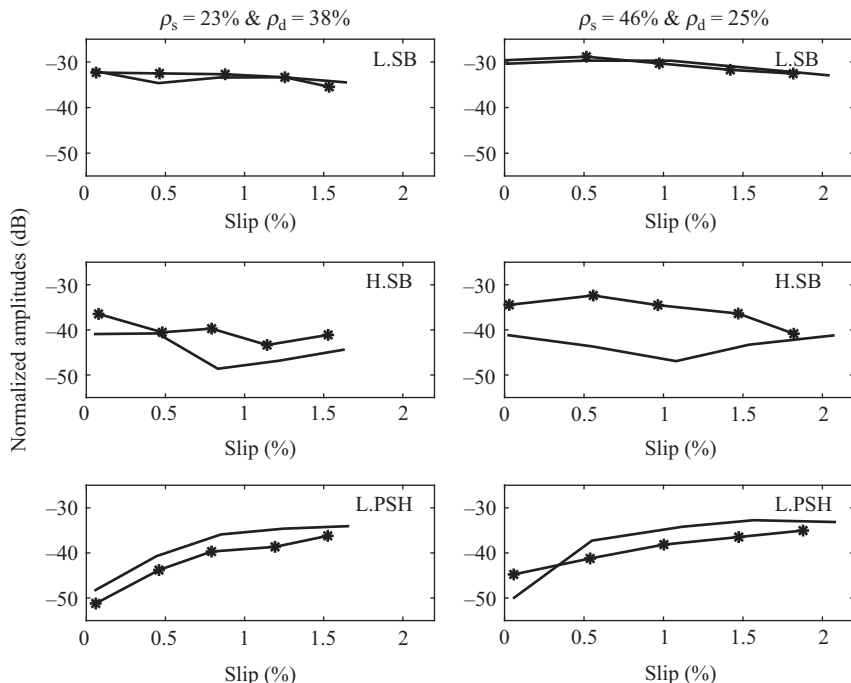 ρs = 23% & ρd = 38%
ρs = 46% & ρd = 25%
Normalized amplitudes (dB)
L.SB
–30
–40
–50
0 0.5 1 1.5 2
Slip (%)
L.SB
–30
–40
–50
0 0.5 1 1.5 2
Slip (%)
H.SB
–30
–40
–50
0 0.5 1 1.5 2
Slip (%)
H.SB
–30
–40
–50
0 0.5 1 1.5 2
Slip (%)
L.PSH
–30
–40
–50
0 0.5 1 1.5 2
Slip (%)
L.PSH
–30
–40
–50
0 0.5 1 1.5 2
Slip (%)